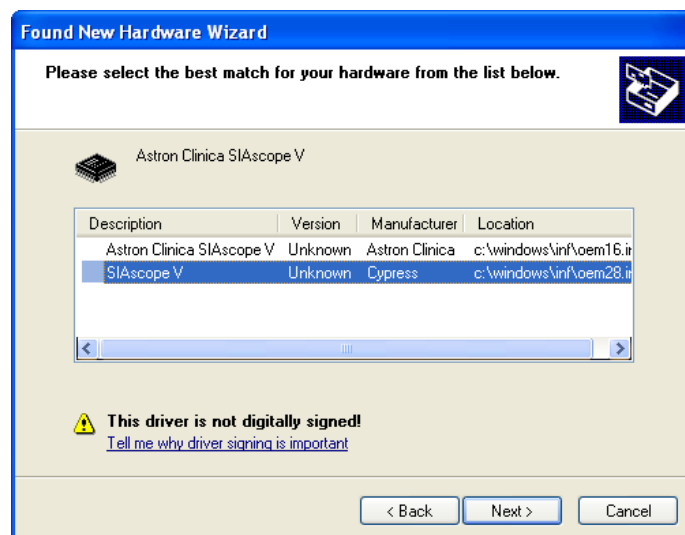 Found New Hardware Wizard
Please select the best match for your hardware from the list below.
Astron Clinica SIAscope V
Description Version Manufacturer Location
Astron Clinica SIAscope V Unknown Astron Clinica c:\windows\inf\oem16.in
SIAscope V Unknown Cypress c:\windows\inf\oem28.in
This driver is not digitally signed!
Tell me why driver signing is important
< Back Next > Cancel